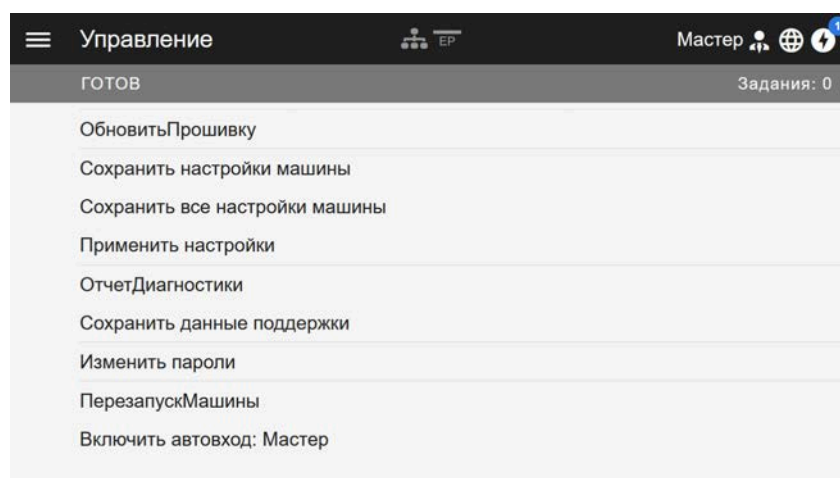 Управление
EP
Мастер
1
ГОТОВ
Задания: 0
ОбновитьПрошивку
Сохранить настройки машины
Сохранить все настройки машины
Применить настройки
ОтчетДиагностики
Сохранить данные поддержки
Изменить пароли
ПерезапускМашины
Включить автовход: Мастер